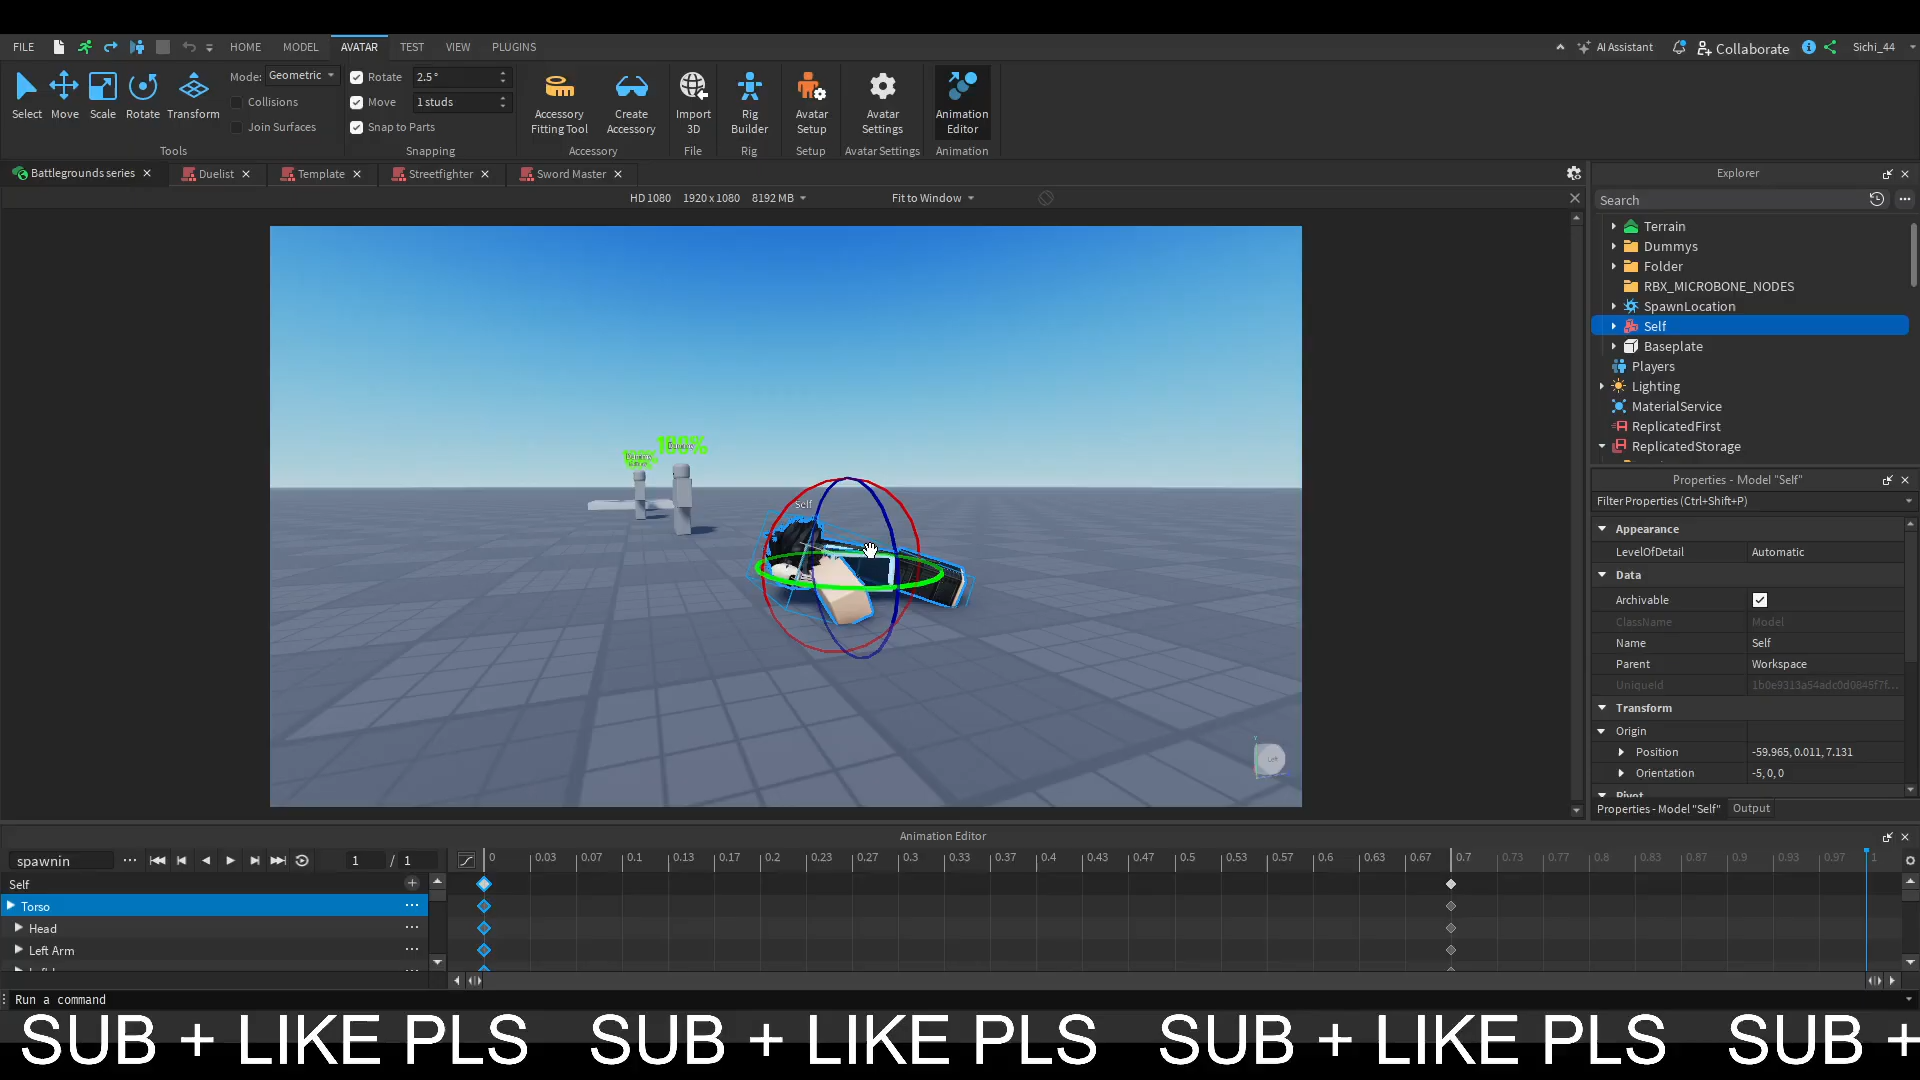 FILE HOME MODEL AVATAR TEST VIEW PLUGINS AI Assistant Collaborate Sichi_44
Select Move Scale Rotate Transform
Mode: Geometric
Collisions
Join Surfaces
Tools
Rotate 2.5°
Move 1 studs
Snap to Parts
Snapping
Accessory Fitting Tool
Create Accessory
Accessory
Import 3D
File
Rig Builder
Rig
Avatar Setup
Setup
Avatar Settings
Avatar Settings
Animation Editor
Animation
Battlegrounds series Duelist Template Streetfighter Sword Master
HD 1080 1920 x 1080 8192 MB Fit to Window
100%
Self
Left
Explorer
Search
Terrain
Dummys
Folder
RBX_MICROBONE_NODES
SpawnLocation
Self
Baseplate
Players
Lighting
MaterialService
ReplicatedFirst
ReplicatedStorage
Properties - Model "Self"
Filter Properties (Ctrl+Shift+P)
Appearance
LevelOfDetail Automatic
Data
Archivable
ClassName Model
Name Self
Parent Workspace
UniqueId 1b0e9313a54adc0d0845f7f...
Transform
Origin
Position -59.965, 0.011, 7.131
Orientation -5, 0, 0
Pivot
Properties - Model "Self" Output
Animation Editor
spawnin ... 1 / 1 0 0.03 0.07 0.1 0.13 0.17 0.2 0.23 0.27 0.3 0.33 0.37 0.4 0.43 0.47 0.5 0.53 0.57 0.6 0.63 0.67 0.7 0.73 0.77 0.8 0.83 0.87 0.9 0.93 0.97 1
Self
Torso
Head
Left Arm
Run a command
SUB + LIKE PLS SUB + LIKE PLS SUB + LIKE PLS SUB +